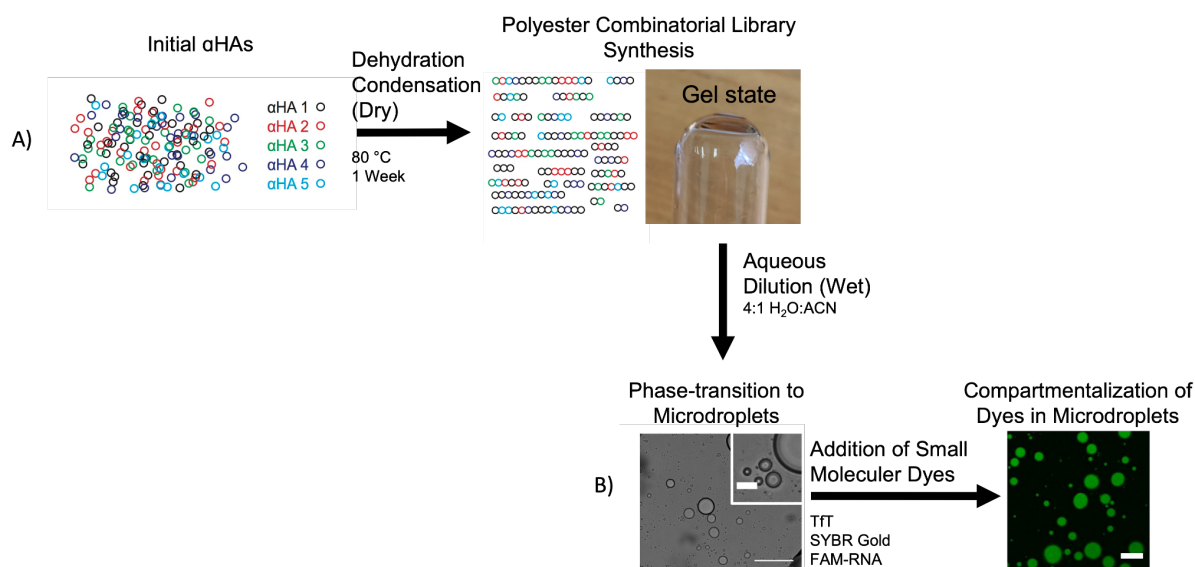 Initial αHAs
A)
αHA 1
αHA 2
αHA 3
αHA 4
αHA 5
Dehydration
Condensation
(Dry)
80 °C
1 Week
Polyester Combinatorial Library
Synthesis
Gel state
Aqueous
Dilution (Wet)
4:1 H₂O:ACN
Phase-transition to
Microdroplets
B)
Addition of Small
Moleculer Dyes
TfT
SYBR Gold
FAM-RNA
Compartmentalization of
Dyes in Microdroplets